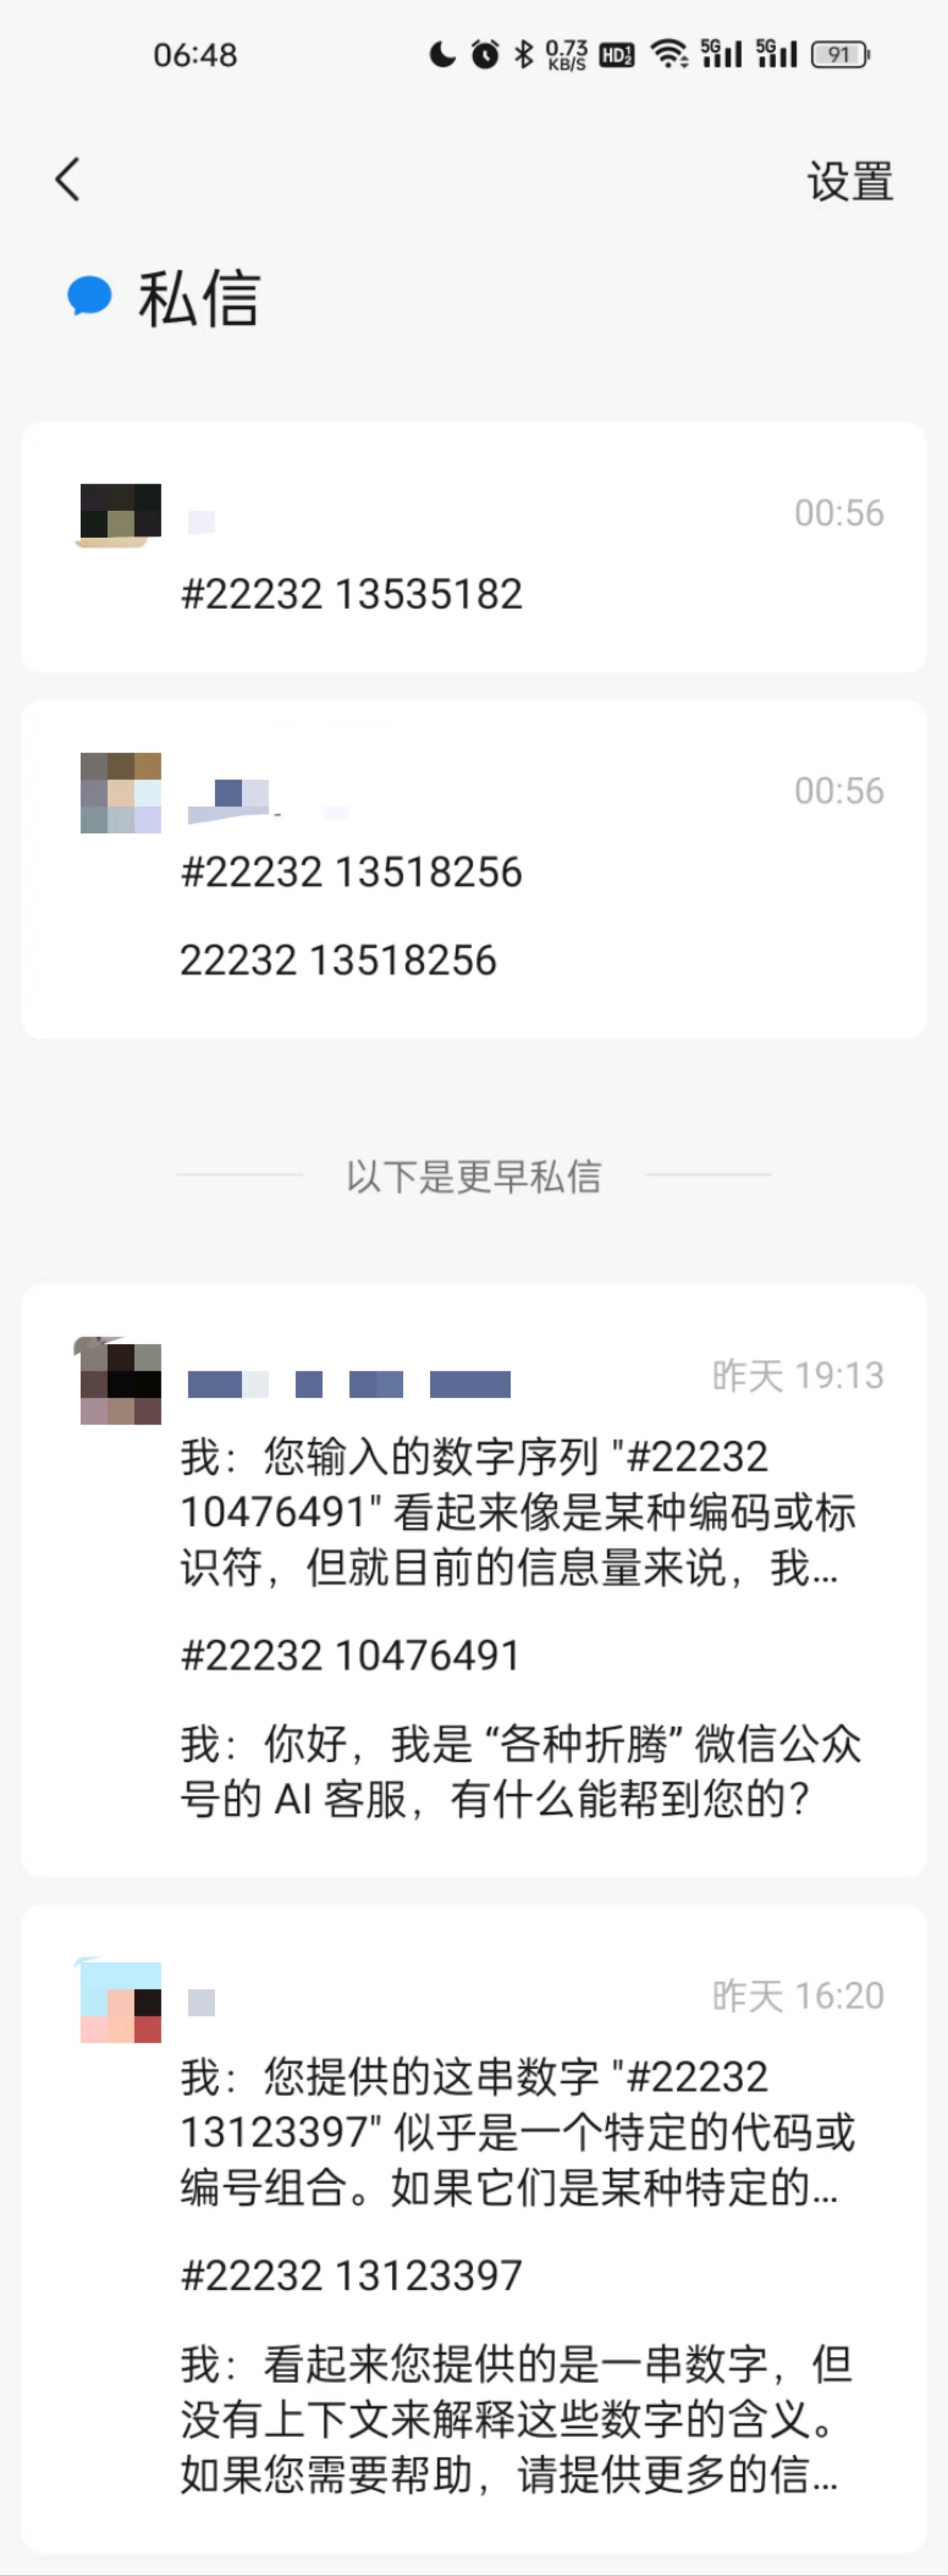 06:48
0.73 KB/S HD 1 2 5G 5G 91
设置
私信
00:56
#22232 13535182
00:56
#22232 13518256
22232 13518256
以下是更早私信
昨天 19:13
我：您输入的数字序列 "#22232
10476491" 看起来像是某种编码或标
识符，但就目前的信息量来说，我...
#22232 10476491
我：你好，我是 “各种折腾” 微信公众
号的 AI 客服，有什么能帮到您的？
昨天 16:20
我：您提供的这串数字 "#22232
13123397" 似乎是一个特定的代码或
编号组合。如果它们是某种特定的...
#22232 13123397
我：看起来您提供的是一串数字，但
没有上下文来解释这些数字的含义。
如果您需要帮助，请提供更多的信...